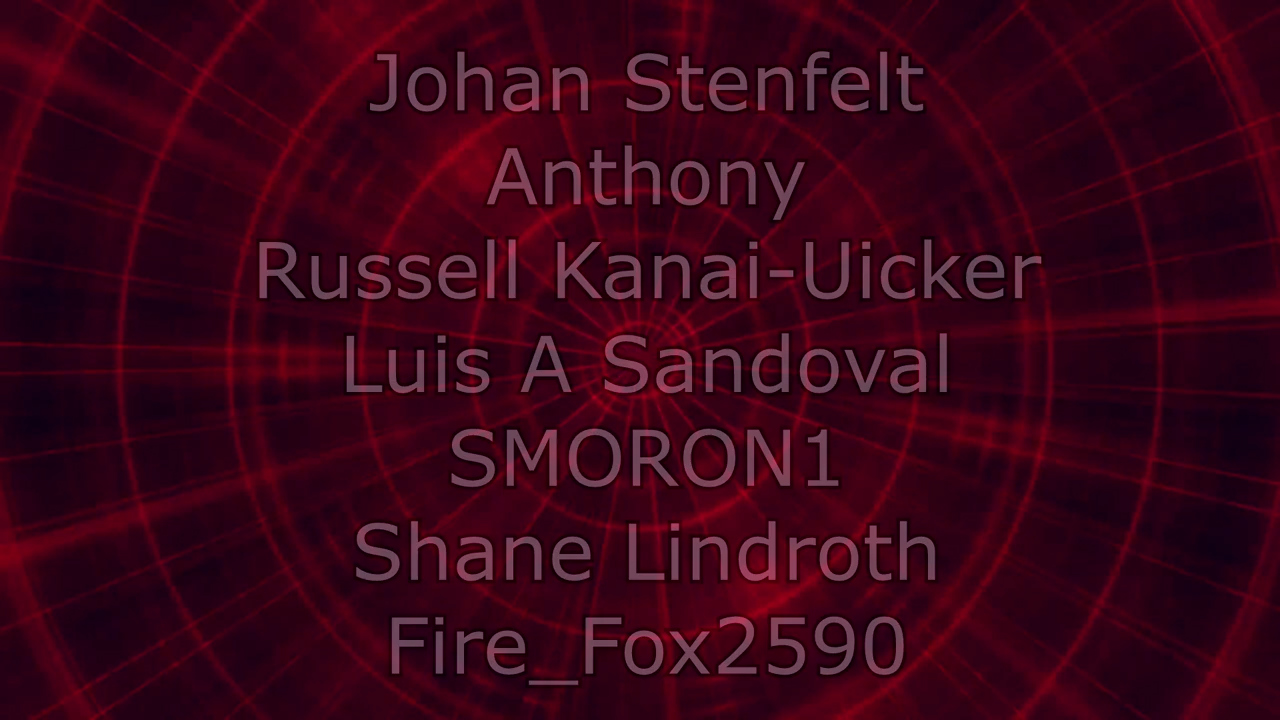 Johan Stenfelt
Anthony
Russell Kanai-Uicker
Luis A Sandoval
SMORON1
Shane Lindroth
Fire_Fox2590